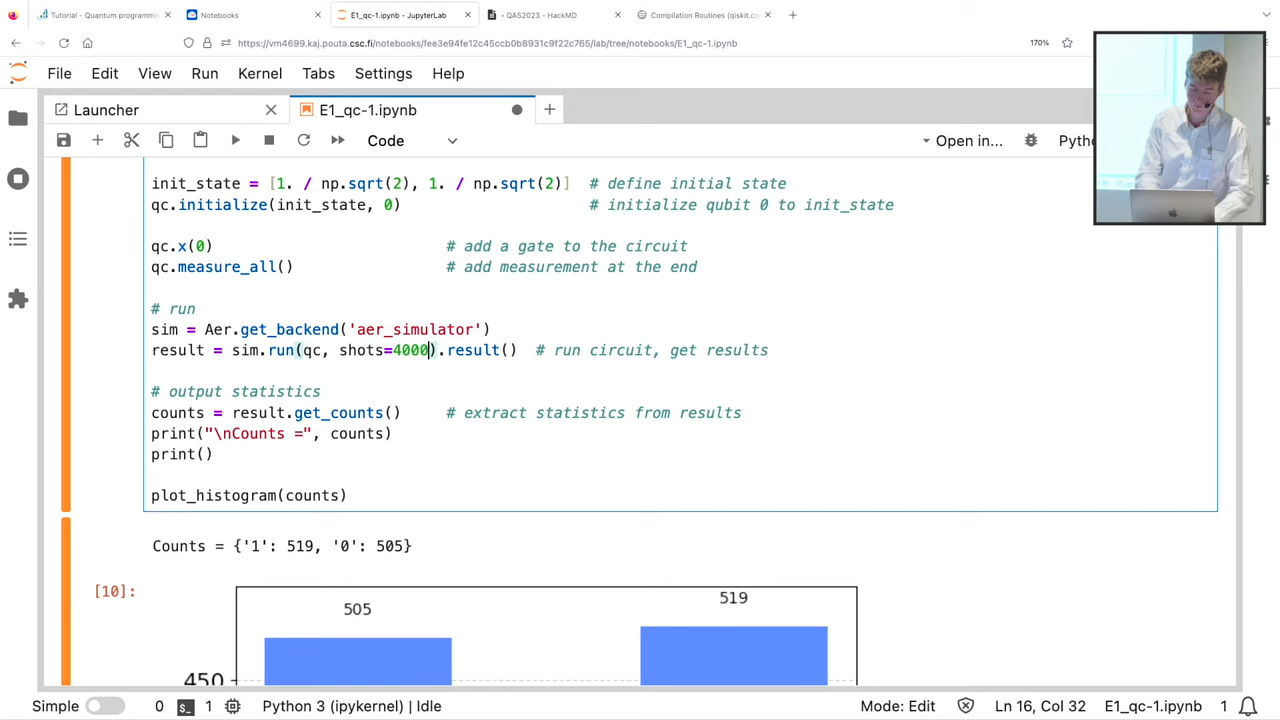 Tutorial - Quantum programmin
Notebooks
E1_qc-1.ipynb - JupyterLab
- QAS2023 - HackMD
Compilation Routines (qiskit.co
https://vm4699.kaj.pouta.csc.fi/notebooks/fee3e94fe12c45ccb0b8931c9f22c765/lab/tree/notebooks/E1_qc-1.ipynb
170%
File Edit View Run Kernel Tabs Settings Help
Launcher
E1_qc-1.ipynb
Code
Open in...
Pytho
init_state = [1. / np.sqrt(2), 1. / np.sqrt(2)] # define initial state
qc.initialize(init_state, 0) # initialize qubit 0 to init_state
qc.x(0) # add a gate to the circuit
qc.measure_all() # add measurement at the end
# run
sim = Aer.get_backend('aer_simulator')
result = sim.run(qc, shots=4000).result() # run circuit, get results
# output statistics
counts = result.get_counts() # extract statistics from results
print("\nCounts =", counts)
print()
plot_histogram(counts)
Counts = {'1': 519, '0': 505}
[10]:
505
519
450
Simple
0
1
Python 3 (ipykernel) | Idle
Mode: Edit
Ln 16, Col 32
E1_qc-1.ipynb
1